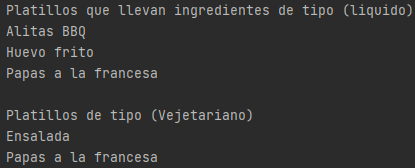 Platillos que llevan ingredientes de tipo (liquido)
Alitas BBQ
Huevo frito
Papas a la francesa
Platillos de tipo (Vejetariano)
Ensalada
Papas a la francesa